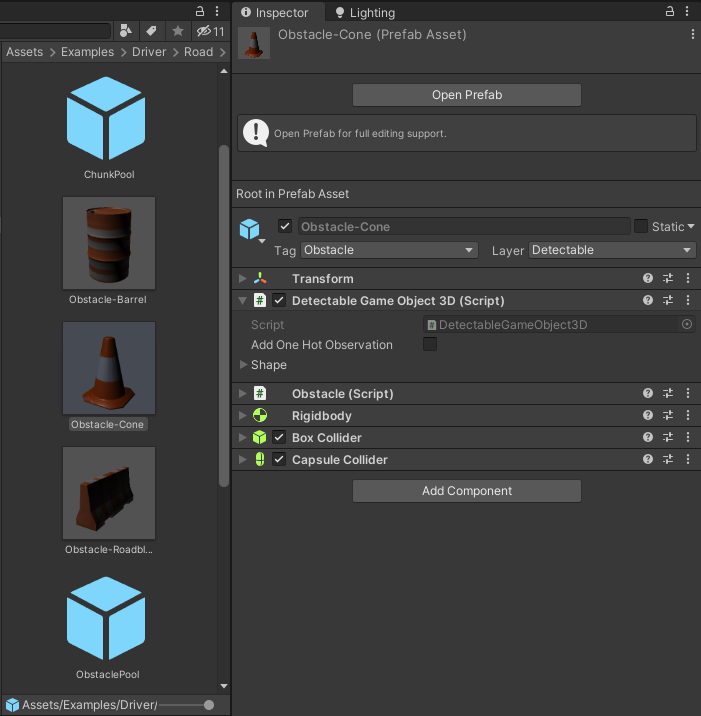 11
Assets > Examples > Driver > Road >
ChunkPool
Obstacle-Barrel
Obstacle-Cone
Obstacle-Roadbl...
ObstaclePool
Assets/Examples/Driver/
Inspector
Lighting
Obstacle-Cone (Prefab Asset)
Open Prefab
Open Prefab for full editing support.
Root in Prefab Asset
Obstacle-Cone
Static
Tag Obstacle
Layer Detectable
Transform
# Detectable Game Object 3D (Script)
Script # DetectableGameObject3D
Add One Hot Observation
Shape
# Obstacle (Script)
Rigidbody
Box Collider
Capsule Collider
Add Component